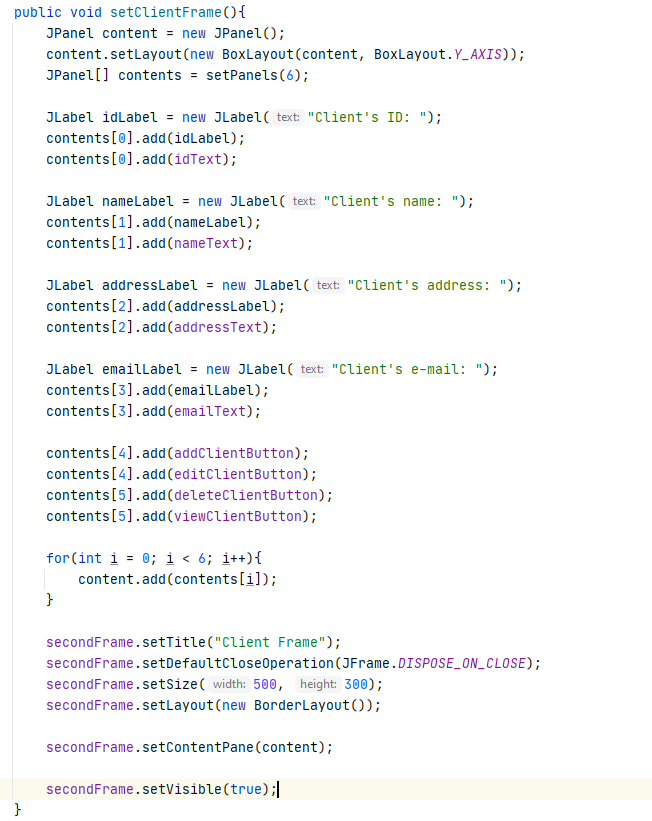 public void setClientFrame(){
    JPanel content = new JPanel();
    content.setLayout(new BoxLayout(content, BoxLayout.Y_AXIS));
    JPanel[] contents = setPanels(6);

    JLabel idLabel = new JLabel( text: "Client's ID: ");
    contents[0].add(idLabel);
    contents[0].add(idText);

    JLabel nameLabel = new JLabel( text: "Client's name: ");
    contents[1].add(nameLabel);
    contents[1].add(nameText);

    JLabel addressLabel = new JLabel( text: "Client's address: ");
    contents[2].add(addressLabel);
    contents[2].add(addressText);

    JLabel emailLabel = new JLabel( text: "Client's e-mail: ");
    contents[3].add(emailLabel);
    contents[3].add(emailText);

    contents[4].add(addClientButton);
    contents[4].add(editClientButton);
    contents[5].add(deleteClientButton);
    contents[5].add(viewClientButton);

    for(int i = 0; i < 6; i++){
        content.add(contents[i]);
    }

    secondFrame.setTitle("Client Frame");
    secondFrame.setDefaultCloseOperation(JFrame.DISPOSE_ON_CLOSE);
    secondFrame.setSize( width: 500, height: 300);
    secondFrame.setLayout(new BorderLayout());

    secondFrame.setContentPane(content);

    secondFrame.setVisible(true);
}